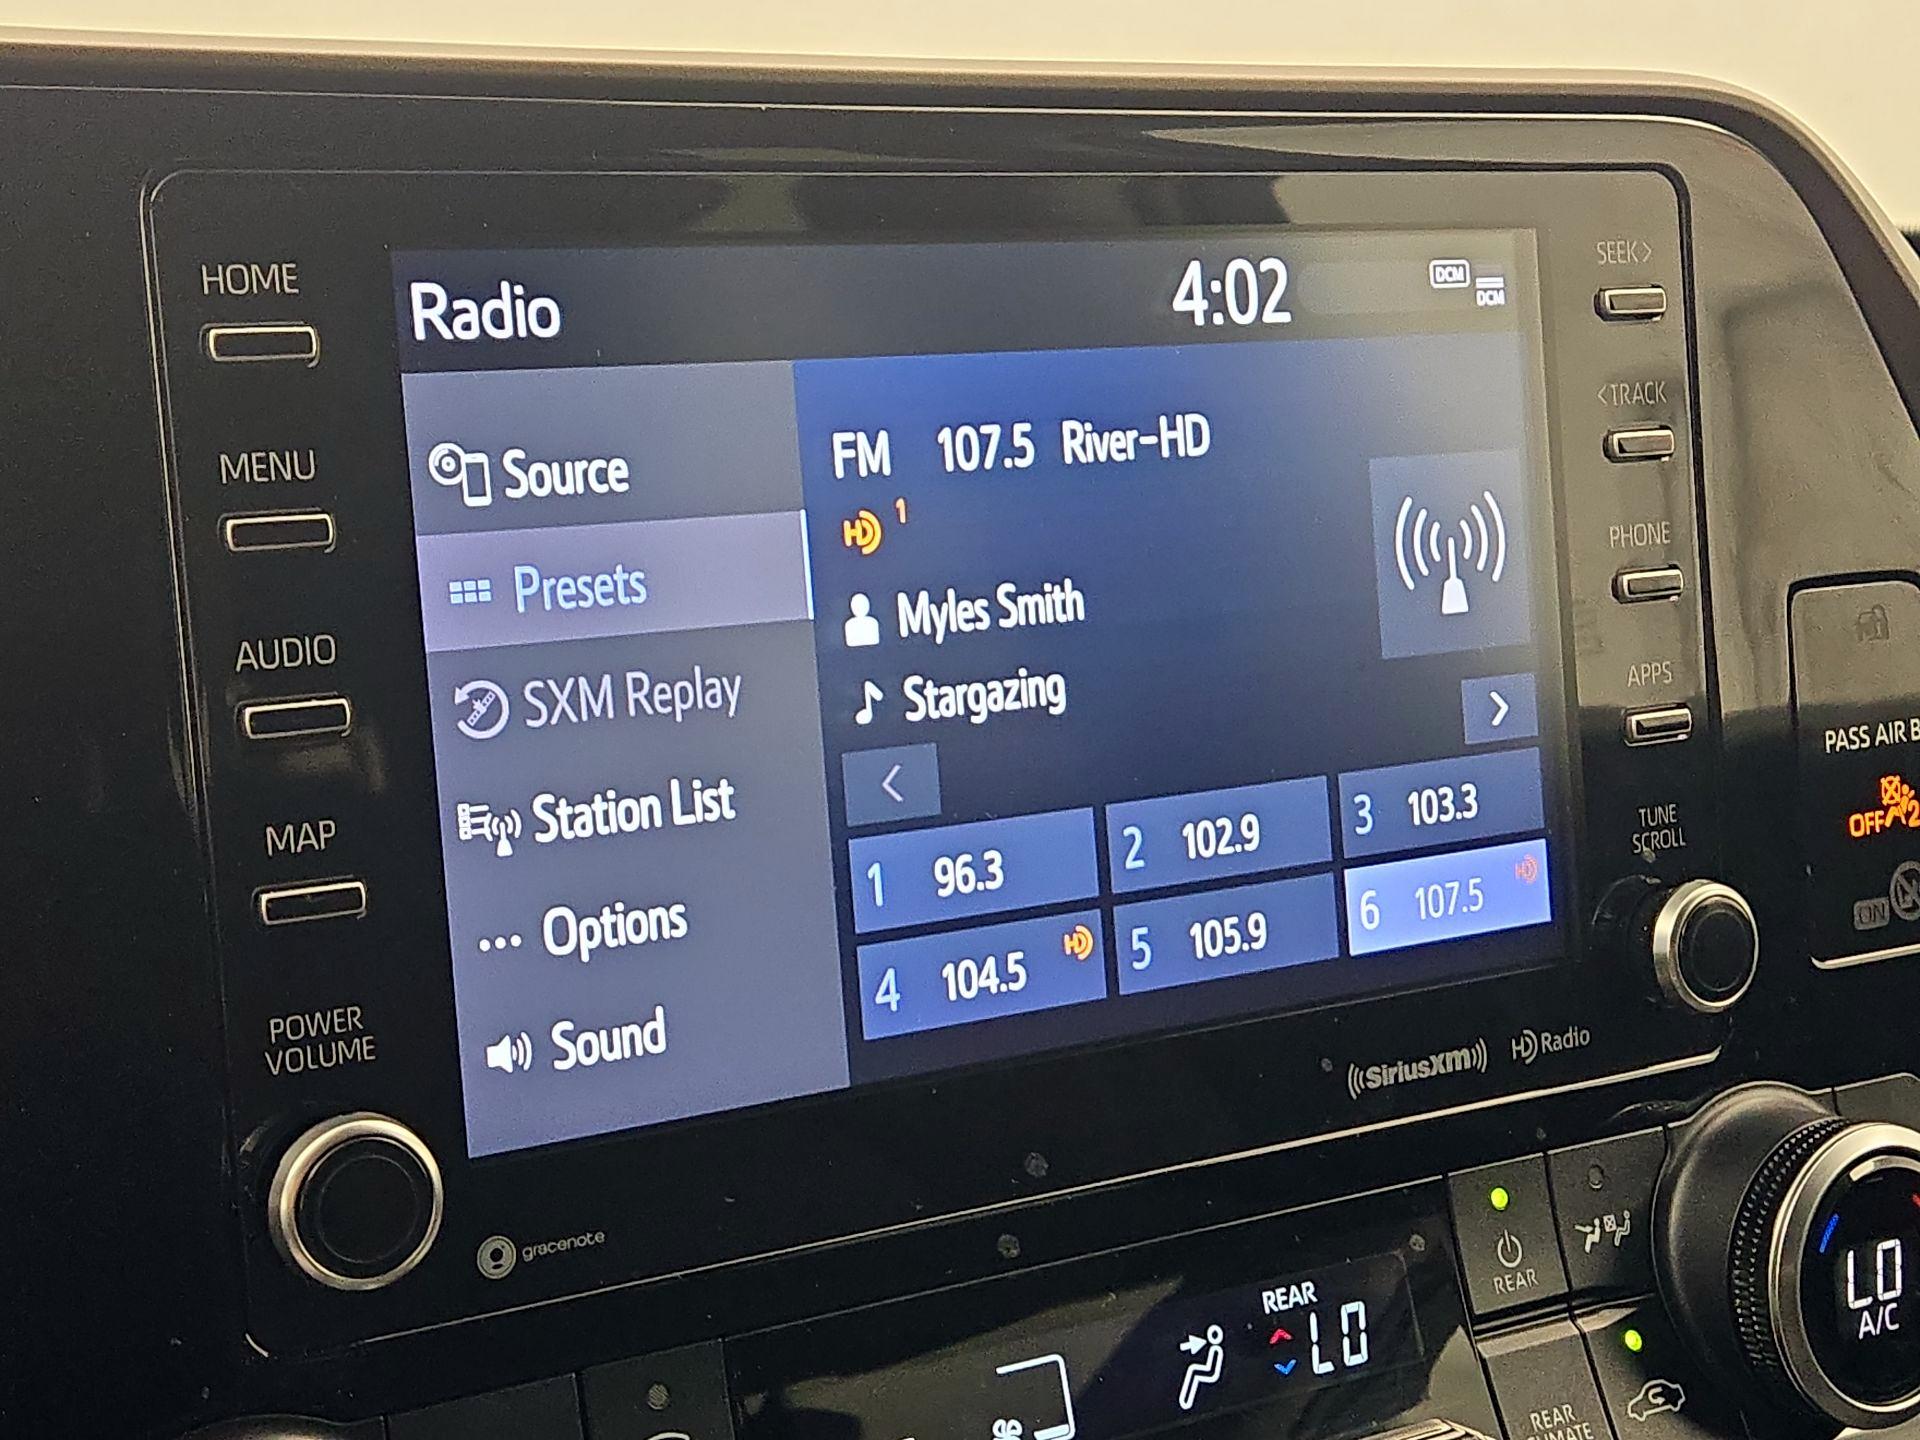 HOME
MENU
AUDIO
MAP
POWER
VOLUME
Radio
4:02
DCM
DCM
Source
Presets
SXM Replay
Station List
Options
Sound
FM 107.5 River-HD
HD 1
Myles Smith
Stargazing
1 96.3
2 102.9
3 103.3
4 104.5 HD
5 105.9
6 107.5 HD
SEEK>
<TRACK
PHONE
APPS
TUNE
SCROLL
((SiriusXM)) HD Radio
gracenote
PASS AIR B
OFF 2
ON
REAR
LO
REAR
LO
A/C
REAR